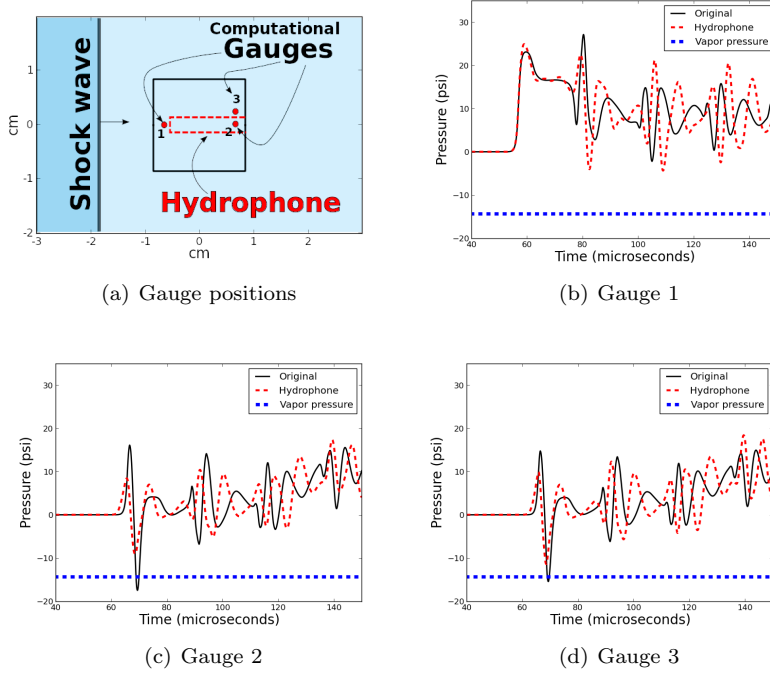 Computational
Gauges
Shock wave
Hydrophone
1
2
3
cm
1
0
-1
-2
-3 -2 -1 0 1 2
cm
(a) Gauge positions
Original
Hydrophone
Vapor pressure
Pressure (psi)
30
20
10
0
−10
−20
40 60 80 100 120 140
Time (microseconds)
(b) Gauge 1
Original
Hydrophone
Vapor pressure
Pressure (psi)
30
20
10
0
−10
−20
40 60 80 100 120 140
Time (microseconds)
(c) Gauge 2
Original
Hydrophone
Vapor pressure
Pressure (psi)
30
20
10
0
−10
−20
40 60 80 100 120 140
Time (microseconds)
(d) Gauge 3